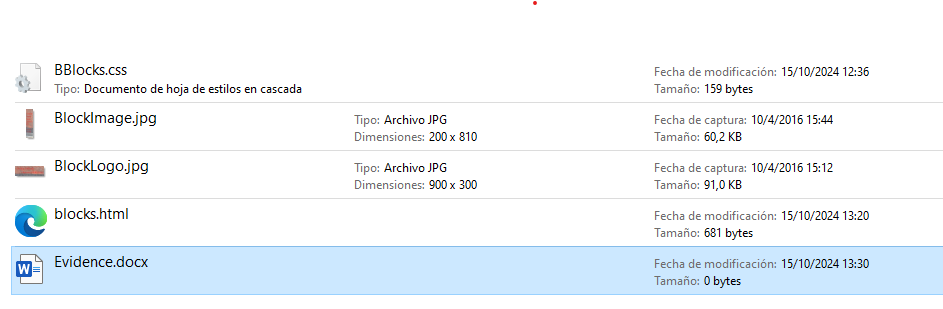 BBlocks.css
Tipo: Documento de hoja de estilos en cascada
Fecha de modificación: 15/10/2024 12:36
Tamaño: 159 bytes
BlockImage.jpg
Tipo: Archivo JPG
Dimensiones: 200 x 810
Fecha de captura: 10/4/2016 15:44
Tamaño: 60,2 KB
BlockLogo.jpg
Tipo: Archivo JPG
Dimensiones: 900 x 300
Fecha de captura: 10/4/2016 15:12
Tamaño: 91,0 KB
blocks.html
Fecha de modificación: 15/10/2024 13:20
Tamaño: 681 bytes
Evidence.docx
Fecha de modificación: 15/10/2024 13:30
Tamaño: 0 bytes